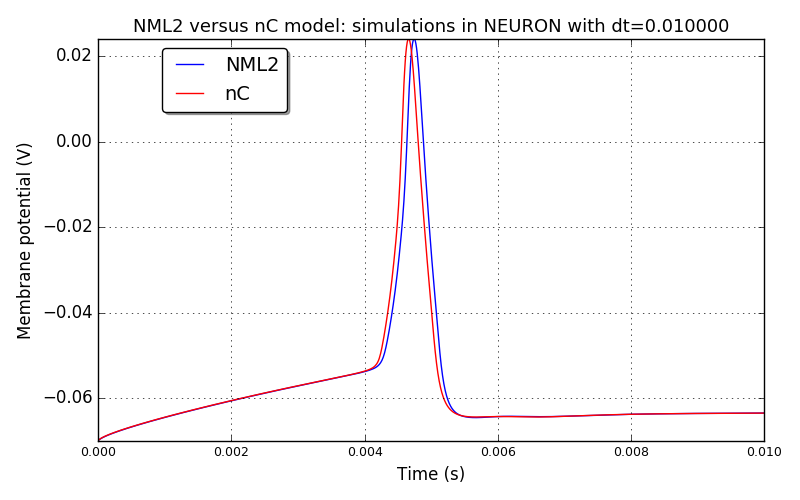 NML2 versus nC model: simulations in NEURON with dt=0.010000
NML2
nC
Membrane potential (V)
0.02
0.00
−0.02
−0.04
−0.06
0.000 0.002 0.004 0.006 0.008 0.010
Time (s)